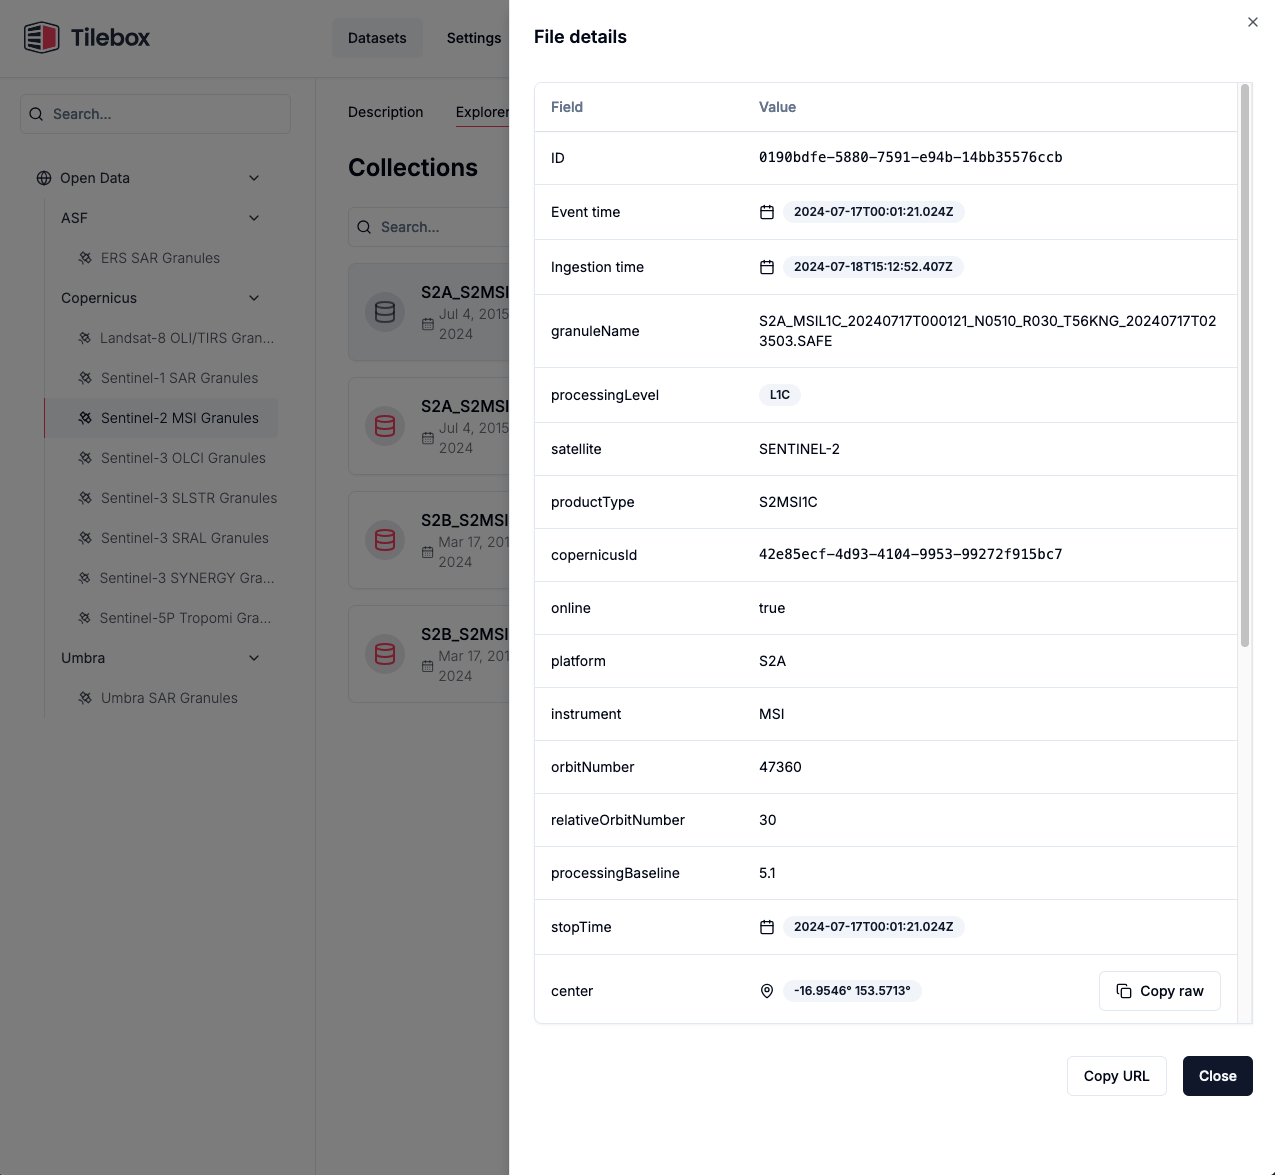 Tilebox
Datasets
Settings
Search...
Open Data
ASF
ERS SAR Granules
Copernicus
Landsat-8 OLI/TIRS Gran...
Sentinel-1 SAR Granules
Sentinel-2 MSI Granules
Sentinel-3 OLCI Granules
Sentinel-3 SLSTR Granules
Sentinel-3 SRAL Granules
Sentinel-3 SYNERGY Gra...
Sentinel-5P Tropomi Gra...
Umbra
Umbra SAR Granules
Description
Explorer
Collections
Search...
S2A_S2MSI
Jul 4, 2015
2024
S2A_S2MSI
Jul 4, 2015
2024
S2B_S2MSI
Mar 17, 201
2024
S2B_S2MSI
Mar 17, 201
2024
File details
Field Value
ID 0190bdfe-5880-7591-e94b-14bb35576ccb
Event time 2024-07-17T00:01:21.024Z
Ingestion time 2024-07-18T15:12:52.407Z
granuleName S2A_MSIL1C_20240717T000121_N0510_R030_T56KNG_20240717T02
3503.SAFE
processingLevel L1C
satellite SENTINEL-2
productType S2MSI1C
copernicusId 42e85ecf-4d93-4104-9953-99272f915bc7
online true
platform S2A
instrument MSI
orbitNumber 47360
relativeOrbitNumber 30
processingBaseline 5.1
stopTime 2024-07-17T00:01:21.024Z
center -16.9546° 153.5713° Copy raw
Copy URL Close